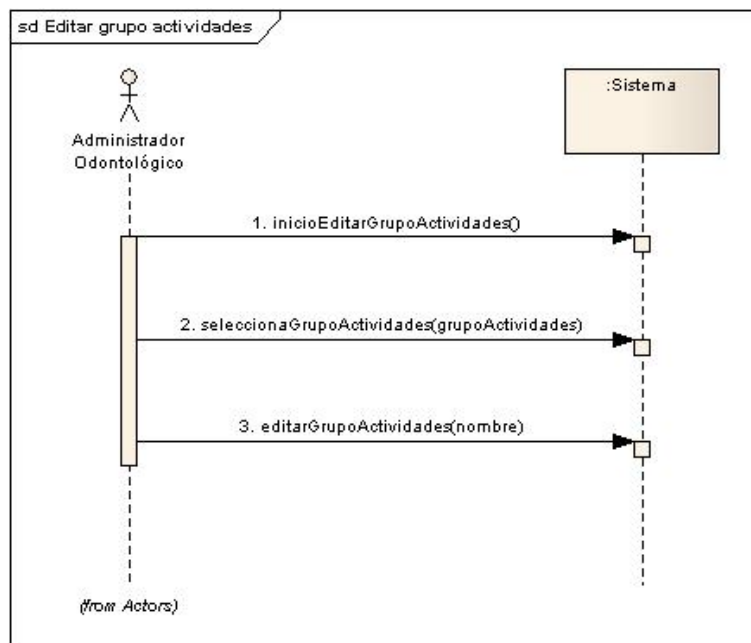 sd Editar grupo actividades
Administrador
Odontológico
:Sistema
1. inicioEditarGrupoActividades()
2. seleccionaGrupoActividades(grupoActividades)
3. editarGrupoActividades(nombre)
(from Actors)